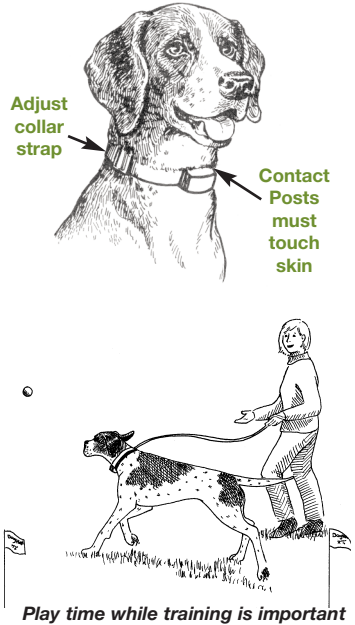 Adjust
collar
strap
Contact
Posts
must
touch
skin
Play time while training is important